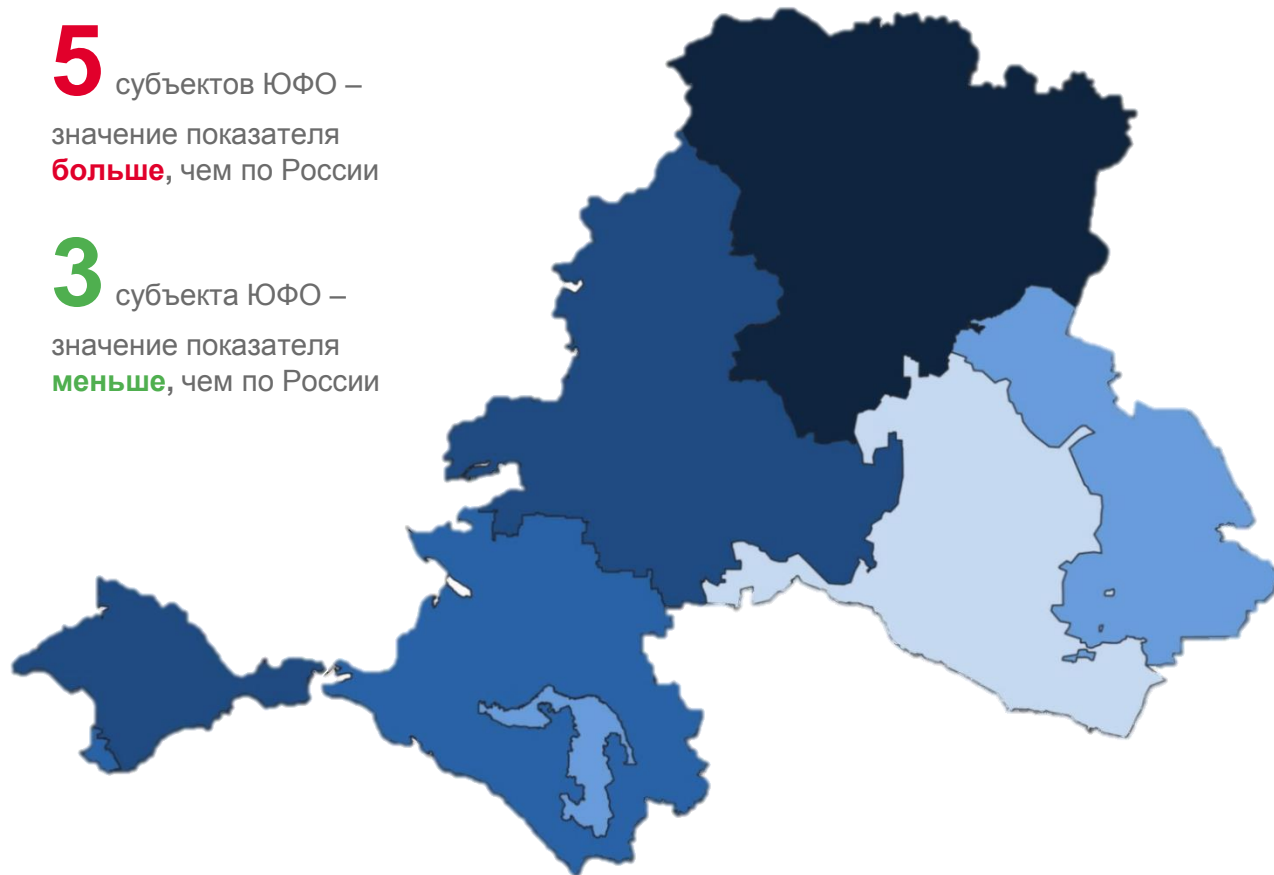 5 субъектов ЮФО –
значение показателя
больше, чем по России
3 субъекта ЮФО –
значение показателя
меньше, чем по России